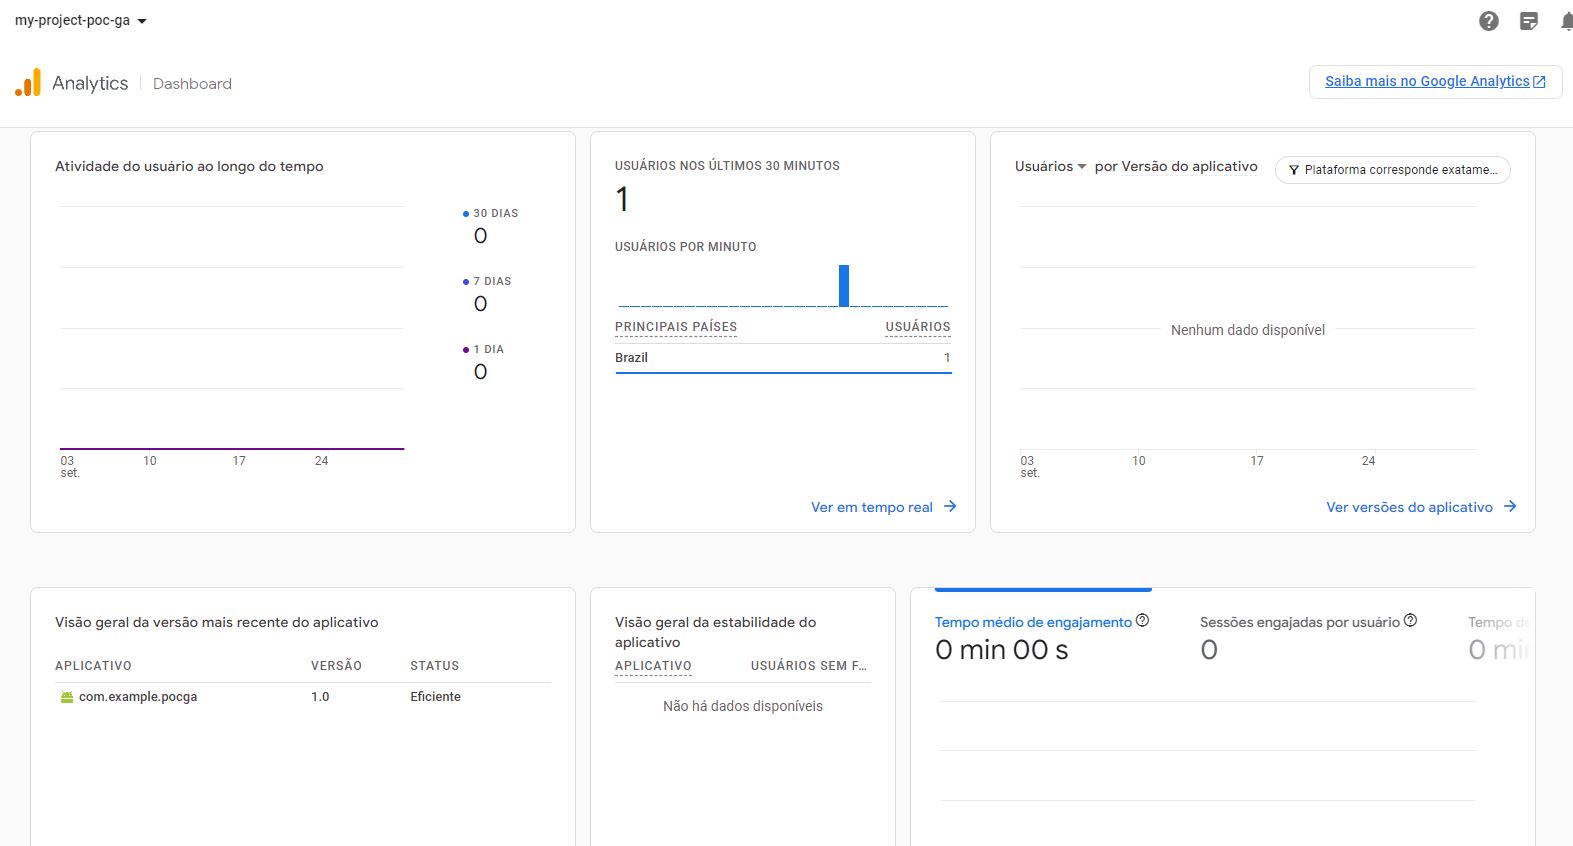 my-project-poc-ga
Analytics
Dashboard
Saiba mais no Google Analytics
Atividade do usuário ao longo do tempo
30 DIAS
0
7 DIAS
0
1 DIA
0
03
set.
10
17
24
USUÁRIOS NOS ÚLTIMOS 30 MINUTOS
1
USUÁRIOS POR MINUTO
PRINCIPAIS PAÍSES
USUÁRIOS
Brazil
1
Ver em tempo real
Usuários por Versão do aplicativo
Plataforma corresponde exatame...
Nenhum dado disponível
03
set.
10
17
24
Ver versões do aplicativo
Visão geral da versão mais recente do aplicativo
APLICATIVO VERSÃO STATUS
com.example.pocga 1.0 Eficiente
Visão geral da estabilidade do
aplicativo
APLICATIVO USUÁRIOS SEM F...
Não há dados disponíveis
Tempo médio de engajamento
0 min 00 s
Sessões engajadas por usuário
0
Tempo de
0 min